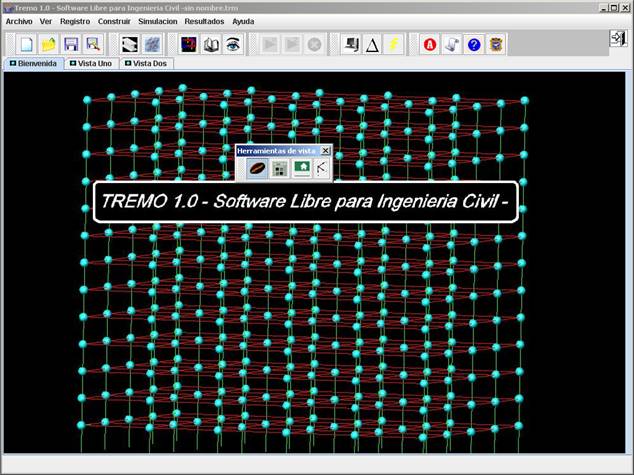 Tremo 1.0 - Software Libre para Ingenieria Civil -sin nombre.trm
Archivo Ver Registro Construir Simulacion Resultados Ayuda
Bienvenida Vista Uno Vista Dos
Herramientas de vista
TREMO 1.0 - Software Libre para Ingenieria Civil -